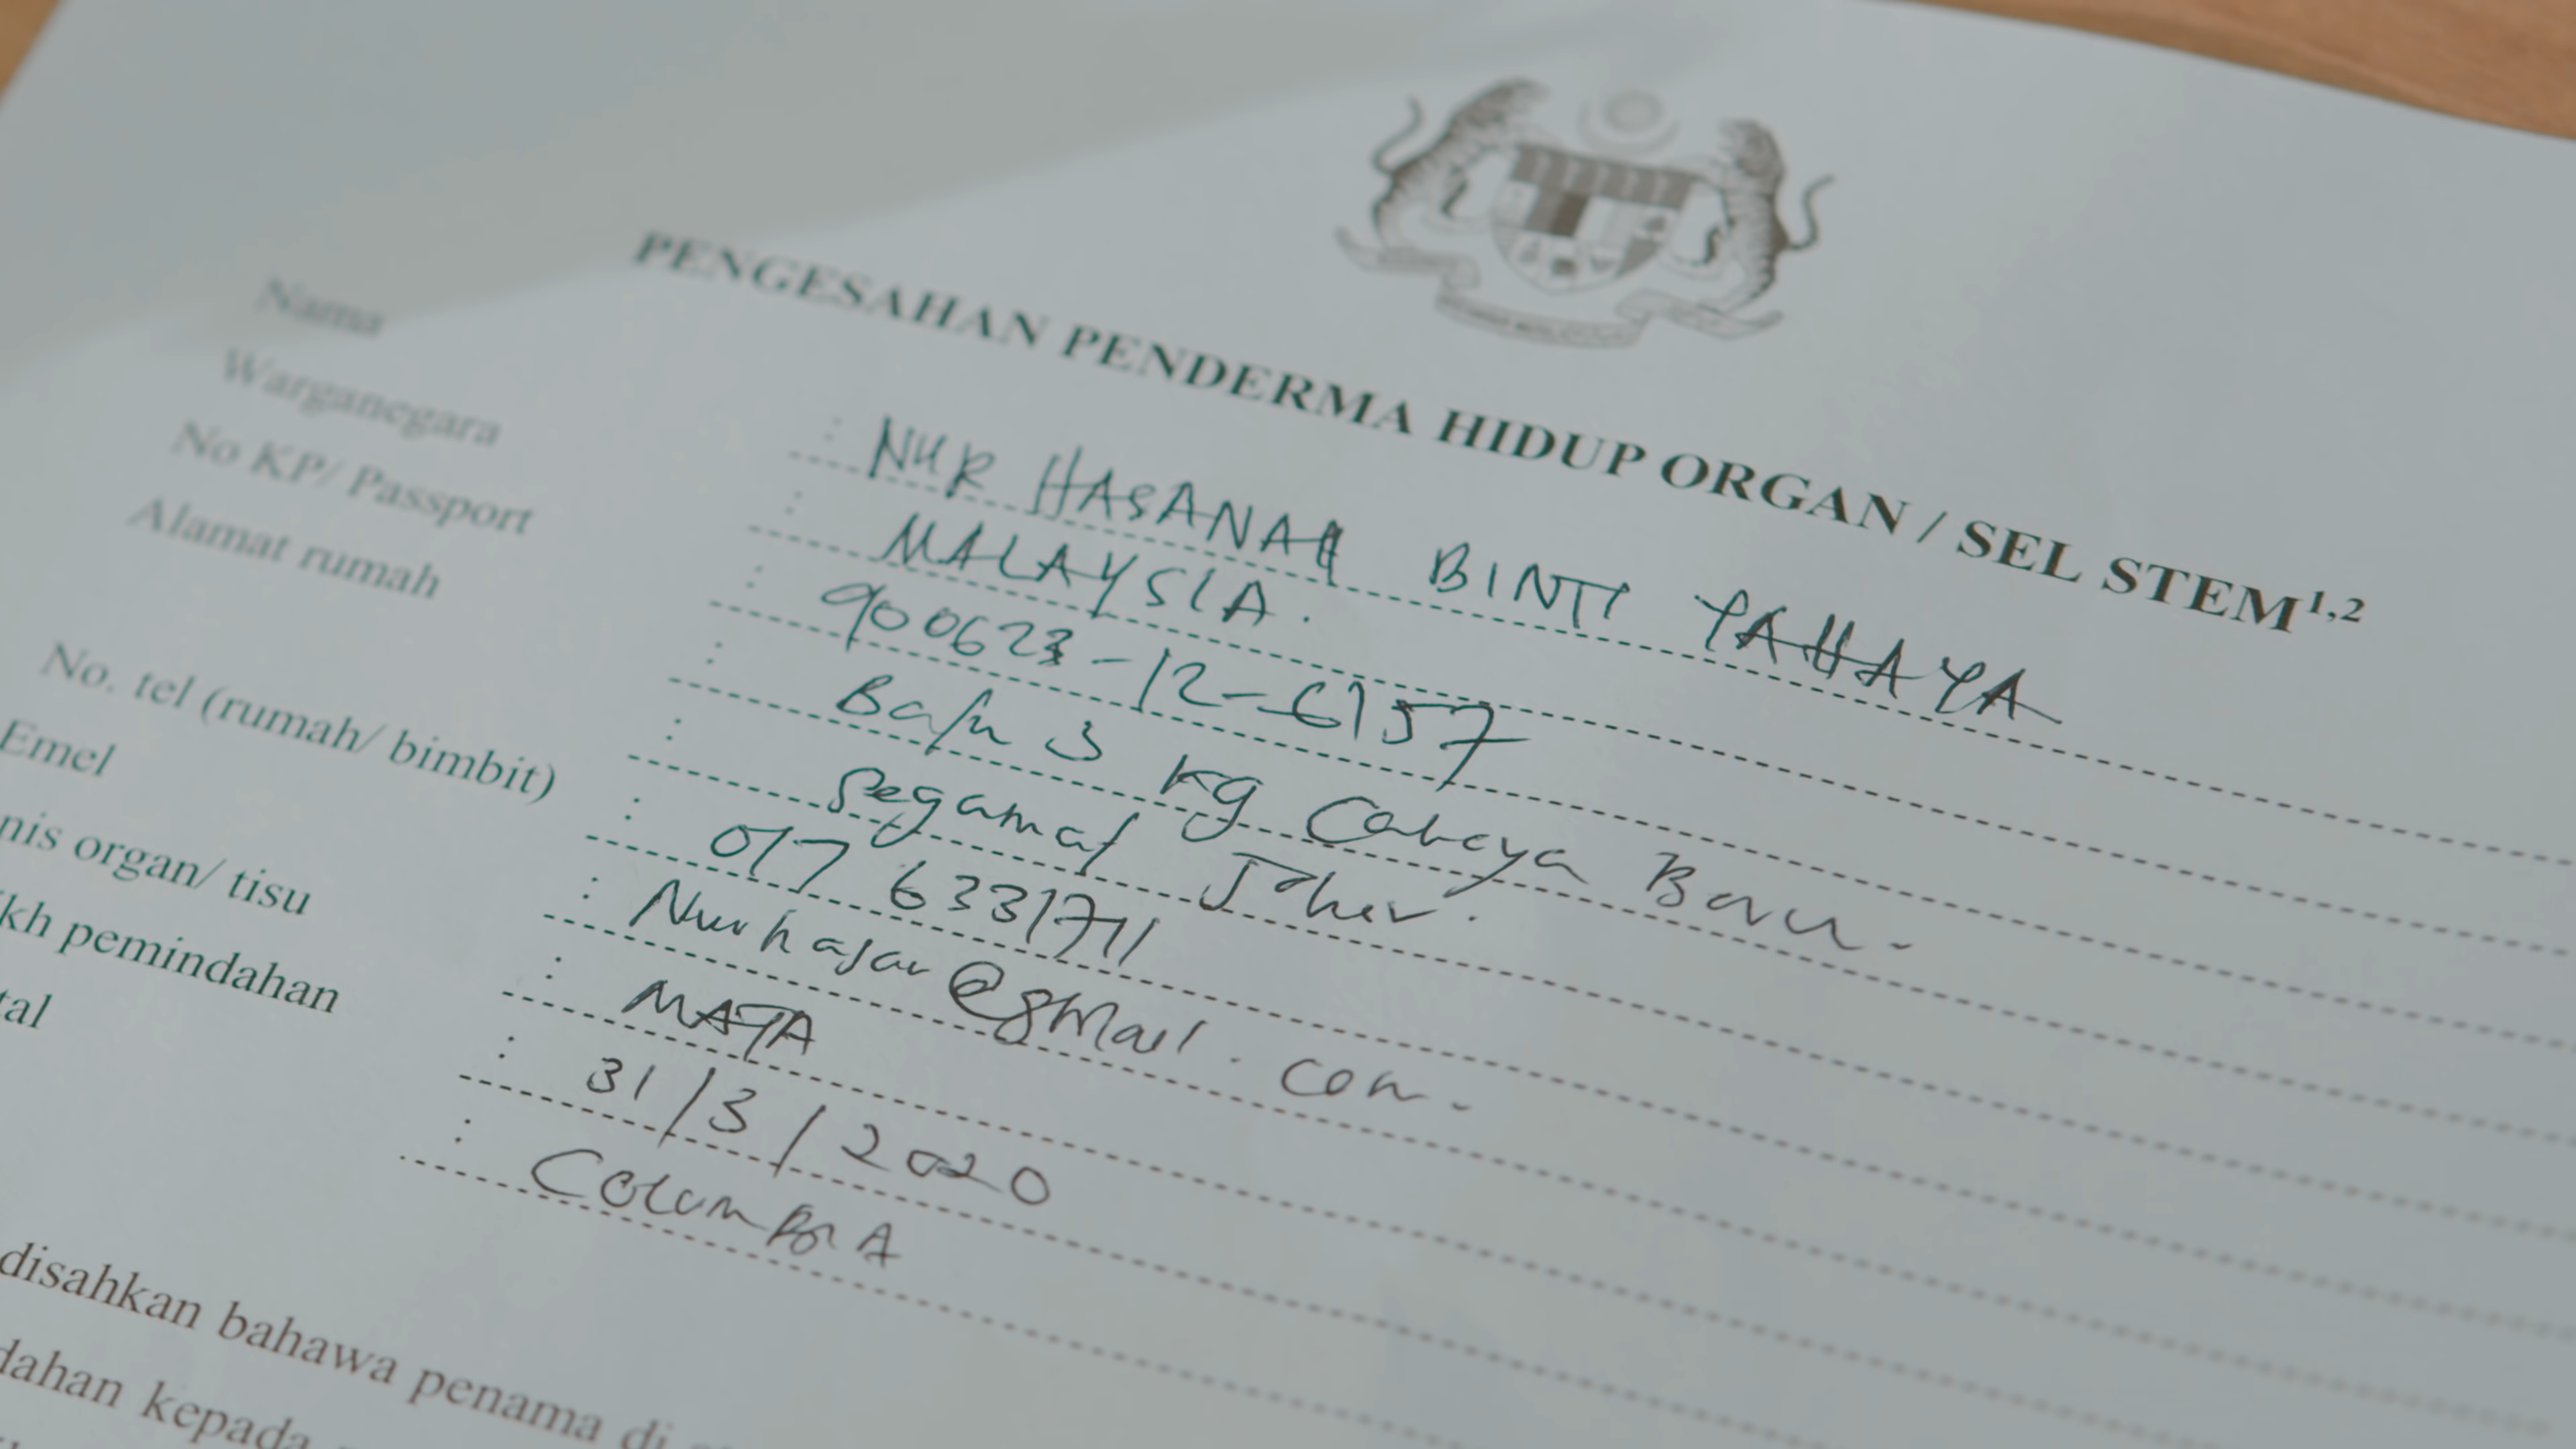 PENGESAHAN PENDERMA HIDUP ORGAN / SEL STEM1,2
Nama : NUR HASANAH BINTI YAHAYA
Warganegara : MALAYSIA.
No KP/ Passport : 900623-12-6157
Alamat rumah : Batu 3 Kg Cahaya Baru.
: Segamat Johor.
No. tel (rumah/ bimbit) : 017 6331711
Emel : Nurhasar@gmail.com.
nis organ/ tisu : MATA
kh pemindahan : 31/3/2020
tal : COLUMBIA
disahkan bahawa penama di
dahan kepada